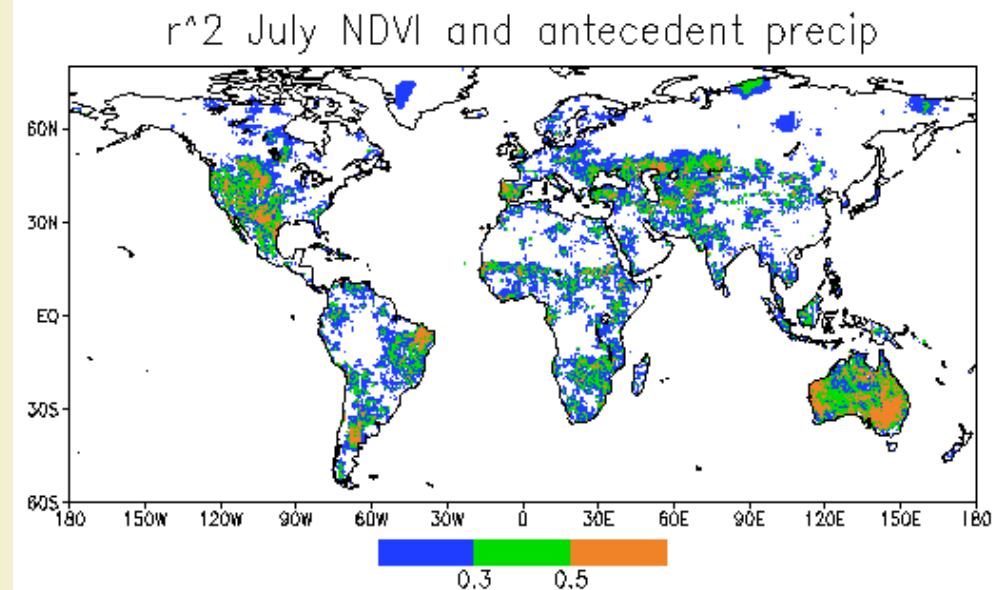 r^2 July NDVI and antecedent precip
60N
30N
EQ
30S
60S
180 150W 120W 90W 60W 30W 0 30E 60E 90E 120E 150E 180
0.3 0.5